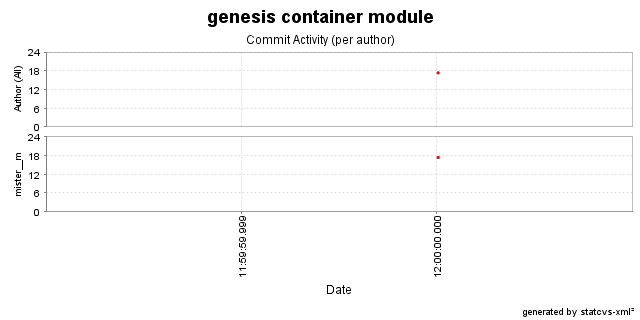 genesis container module
Commit Activity (per author)
24
18
12
6
0
Author (All)
24
18
12
6
0
mister__m
11:59:59.999
12:00:00.000
Date
generated by statcvs-xml²